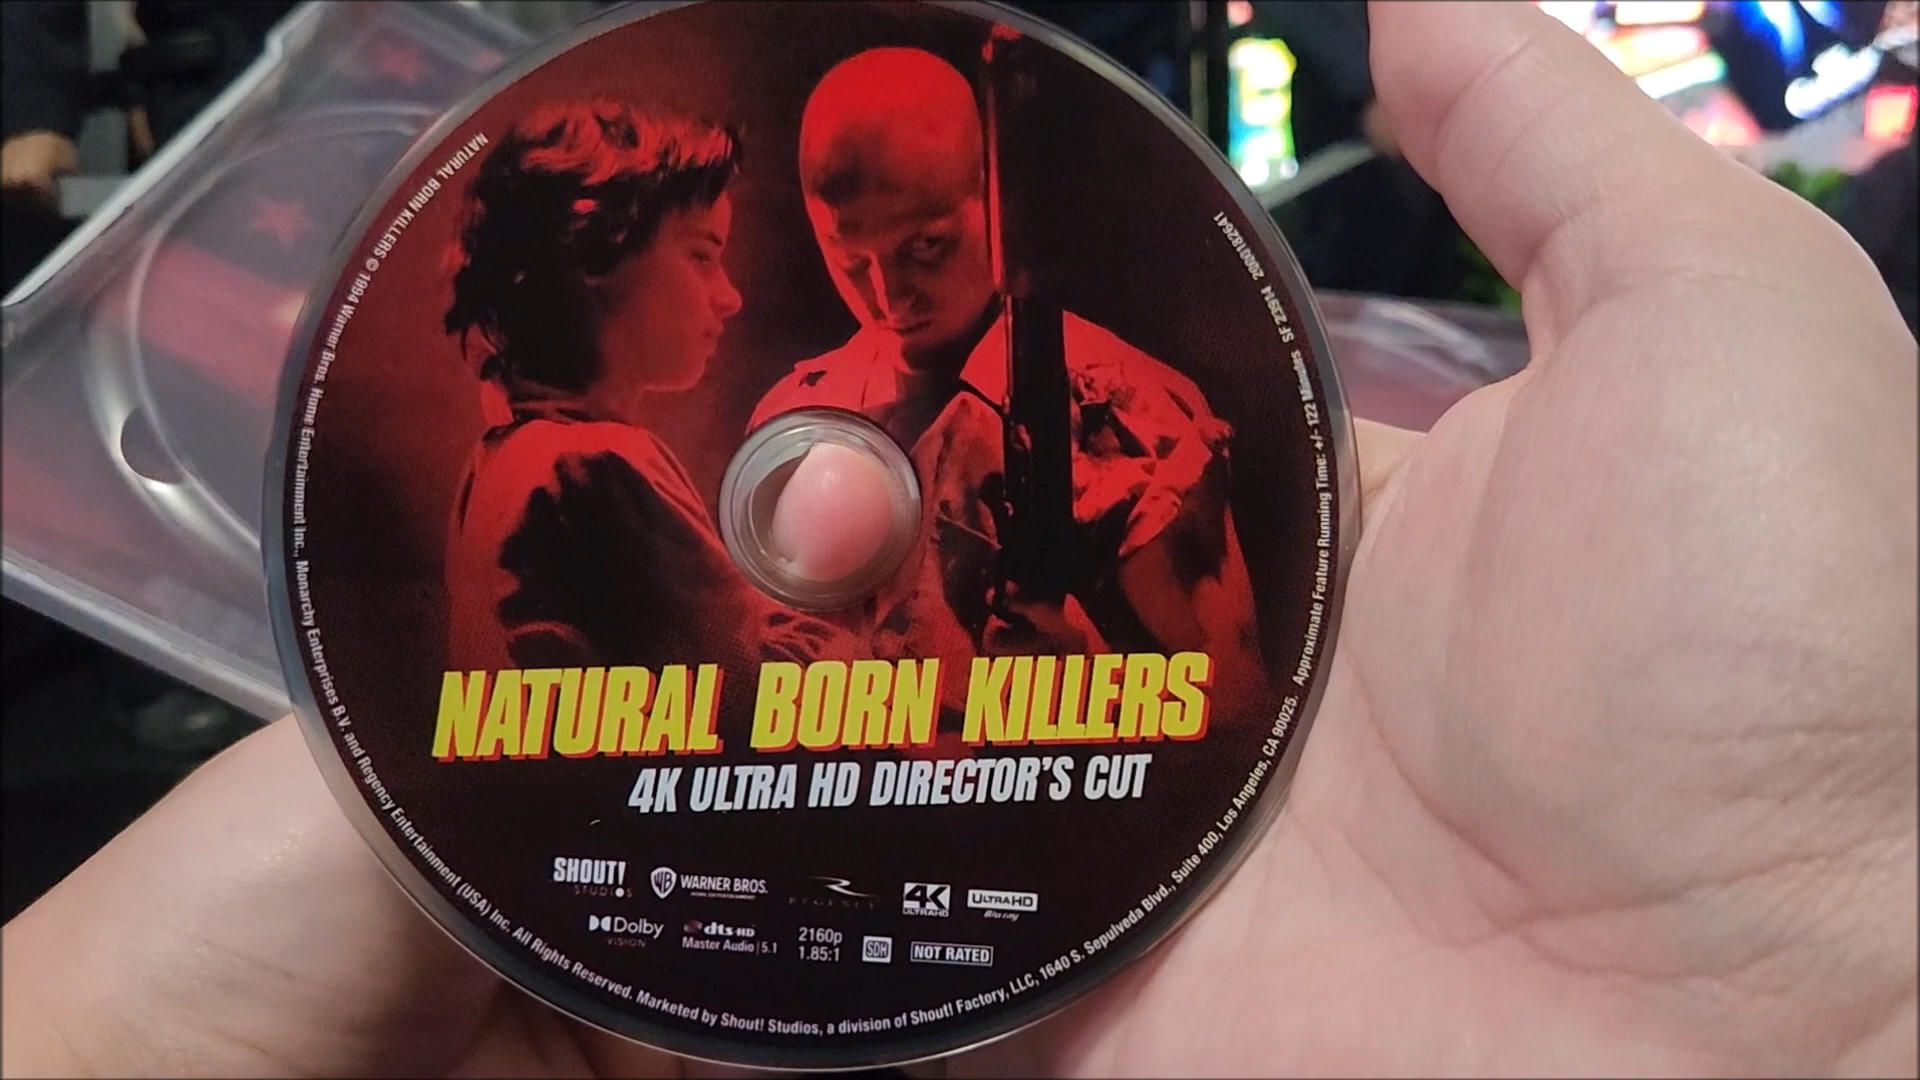 NATURAL BORN KILLERS
4K ULTRA HD DIRECTOR'S CUT
SHOUT!
STUDIOS
WB WARNER BROS.
HOME ENTERTAINMENT
REGENCY
4K
ULTRA HD
ULTRA HD
Blu-ray
Dolby
VISION
dts-HD
Master Audio | 5.1
2160p
1.85:1
SDH
NOT RATED
NATURAL BORN KILLERS © 1994 Warner Bros. Home Entertainment Inc., Monarchy Enterprises B.V. and Regency Entertainment (USA) Inc. All Rights Reserved. Marketed by Shout! Studios, a division of Shout! Factory, LLC, 1640 S. Sepulveda Blvd., Suite 400, Los Angeles, CA 90025. Approximate Feature Running Time: +/- 122 Minutes SF 23914 2000182641